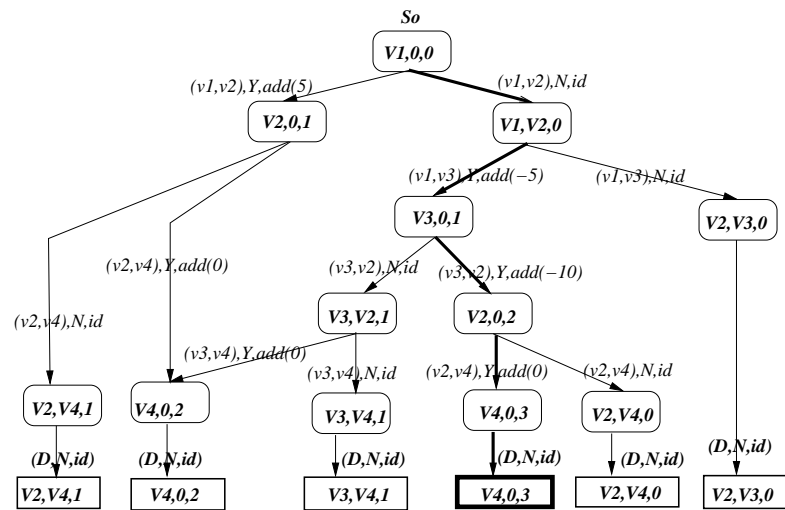 So
V1,0,0
(v1,v2),Y,add(5)
(v1,v2),N,id
V2,0,1
V1,V2,0
(v1,v3),Y,add(−5)
(v1,v3),N,id
V3,0,1
V2,V3,0
(v2,v4),Y,add(0)
(v3,v2),N,id
(v3,v2),Y,add(−10)
(v2,v4),N,id
V3,V2,1
V2,0,2
(v3,v4),Y,add(0)
(v3,v4),N,id
(v2,v4),Y,add(0)
(v2,v4),N,id
V2,V4,1
V4,0,2
V3,V4,1
V4,0,3
V2,V4,0
(D,N,id)
(D,N,id)
(D,N,id)
(D,N,id)
(D,N,id)
(D,N,id)
V2,V4,1
V4,0,2
V3,V4,1
V4,0,3
V2,V4,0
V2,V3,0